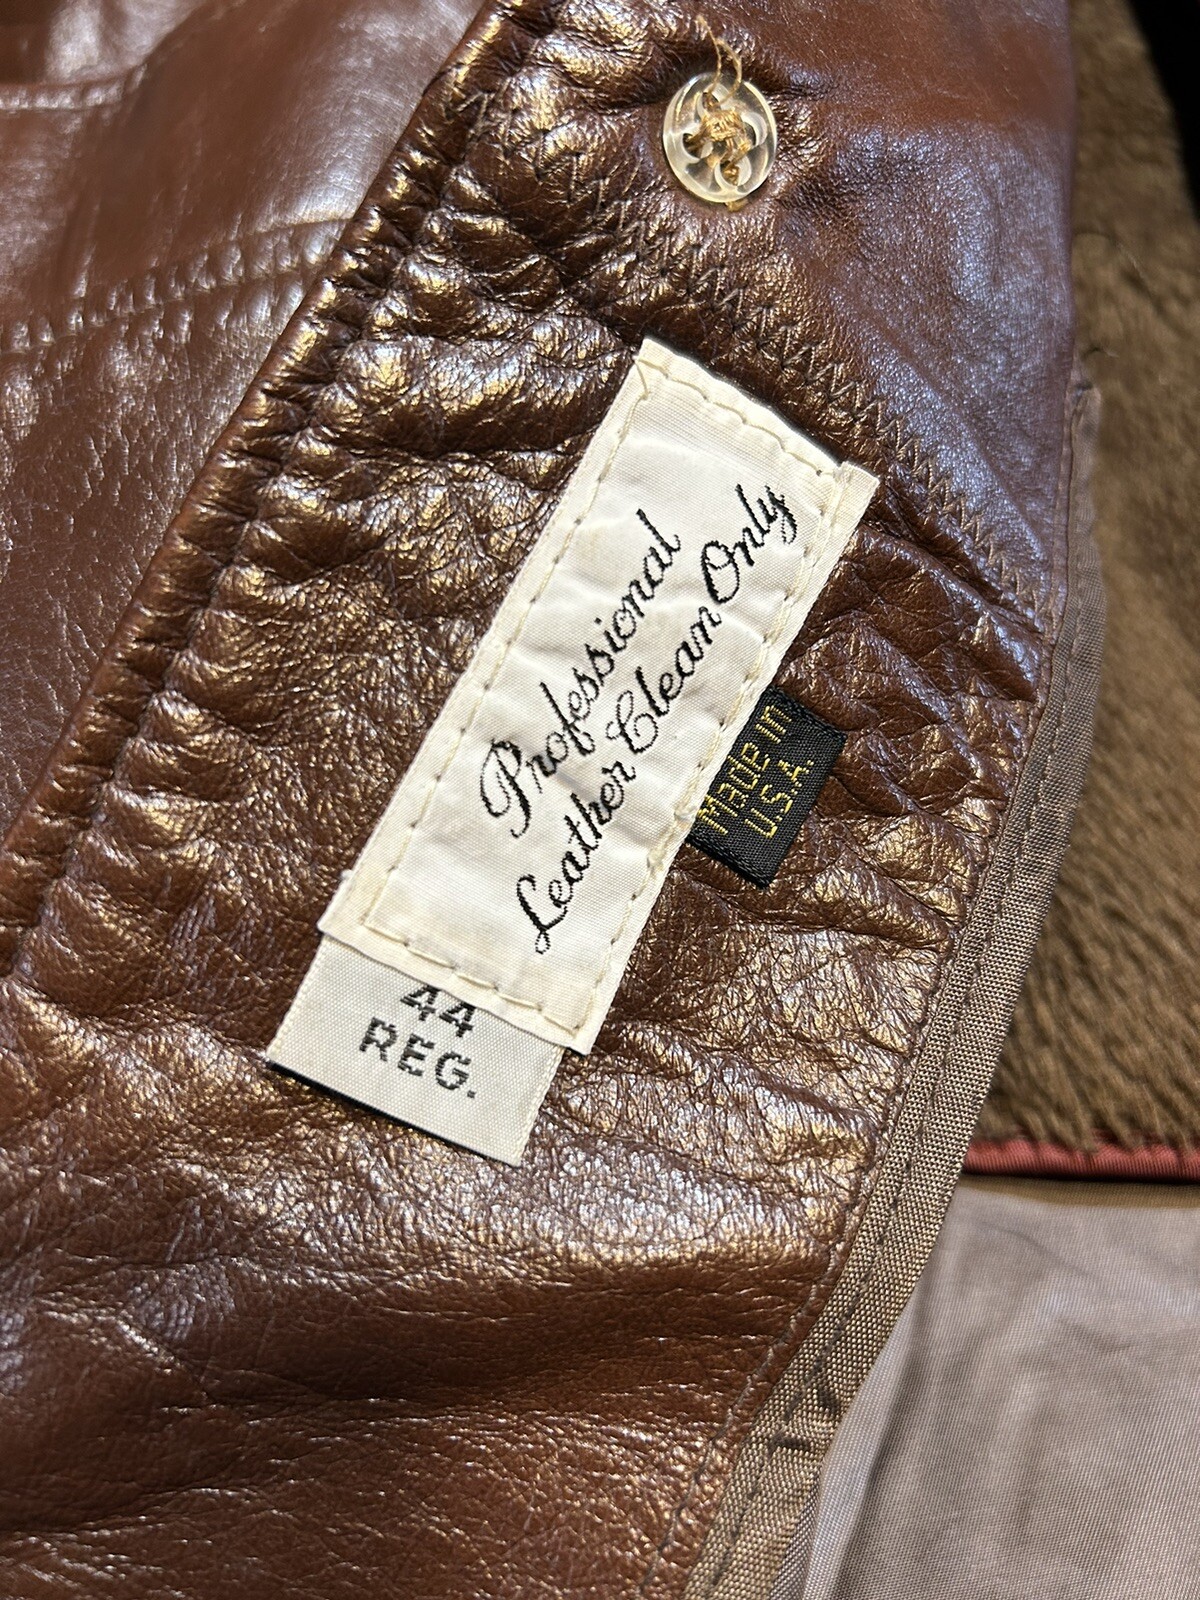 Professional
Leather Clean Only
Made in
U.S.A.
44
REG.